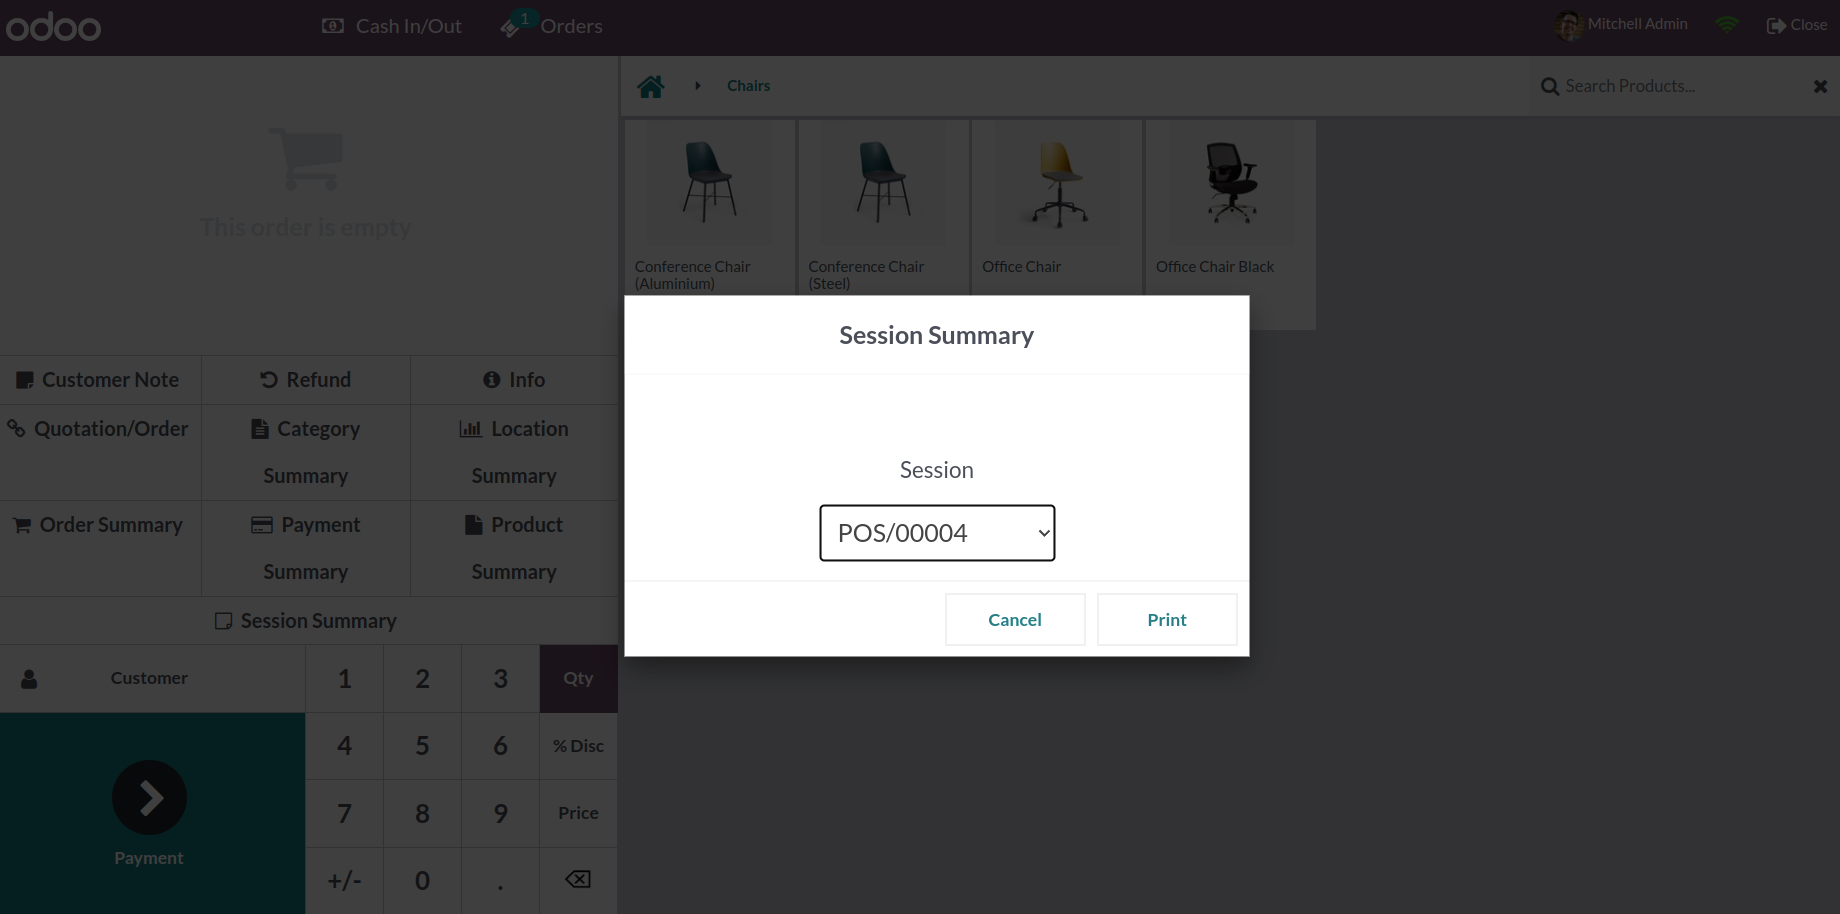 odoo
Cash In/Out
1
Orders
Mitchell Admin
Close
Chairs
Search Products...
This order is empty
Conference Chair
(Aluminium)
Conference Chair
(Steel)
Office Chair
Office Chair Black
Session Summary
Session
POS/00004
Cancel
Print
Customer Note
Refund
Info
Quotation/Order
Category
Summary
Location
Summary
Order Summary
Payment
Summary
Product
Summary
Session Summary
Customer
1
2
3
Qty
4
5
6
% Disc
7
8
9
Price
Payment
+/-
0
.